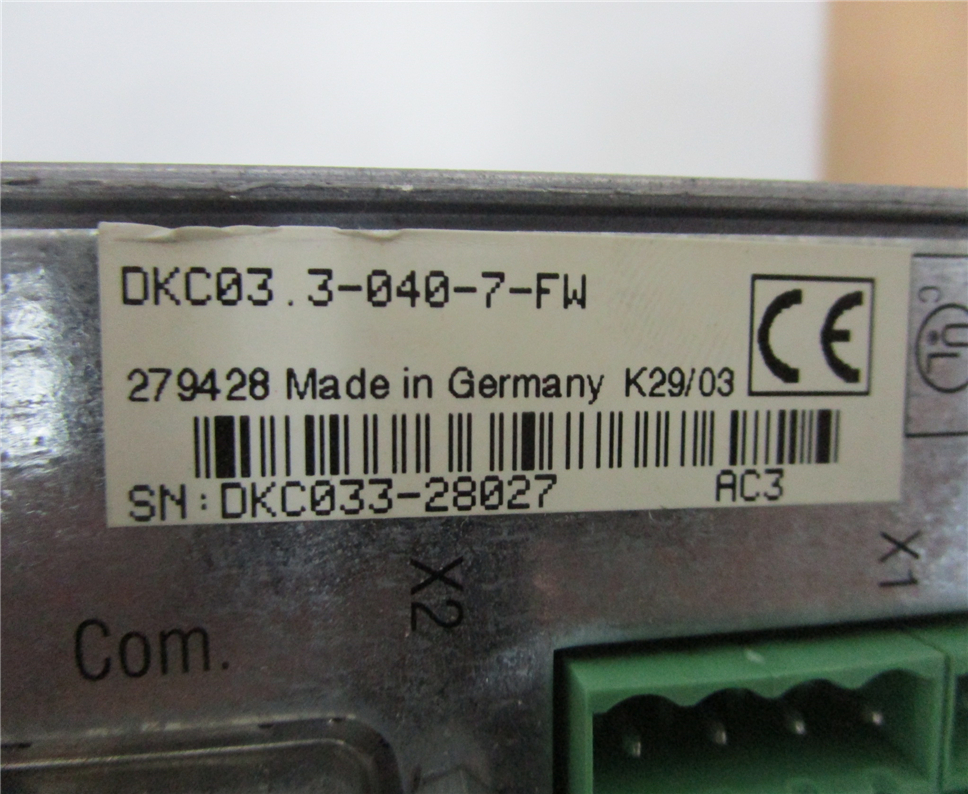 DKC03.3-040-7-FW
CE
279428 Made in Germany K29/03
SN:DKC033-28027 AC3
c UL
X1
X2
Com.